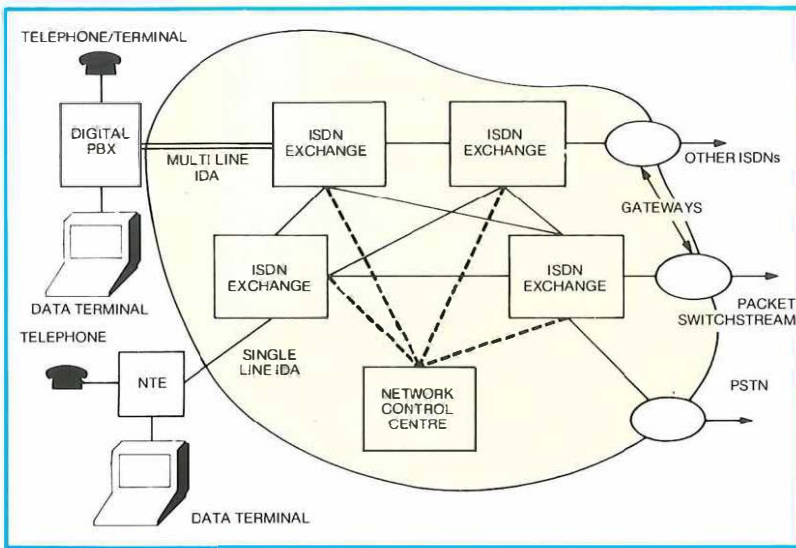 TELEPHONE/TERMINAL
DIGITAL
PBX
MULTI LINE
IDA
DATA TERMINAL
ISDN
EXCHANGE
ISDN
EXCHANGE
OTHER ISDNs
GATEWAYS
ISDN
EXCHANGE
ISDN
EXCHANGE
PACKET
SWITCHSTREAM
TELEPHONE
NTE
SINGLE
LINE IDA
NETWORK
CONTROL
CENTRE
PSTN
DATA TERMINAL